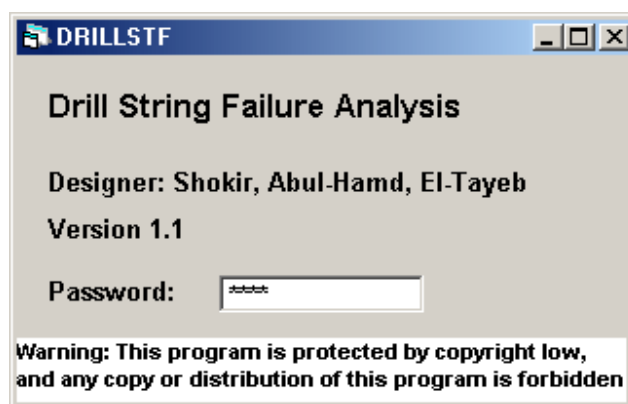 DRILLSTF
Drill String Failure Analysis
Designer: Shokir, Abul-Hamd, El-Tayeb
Version 1.1
Password: ****
Warning: This program is protected by copyright low,
and any copy or distribution of this program is forbidden